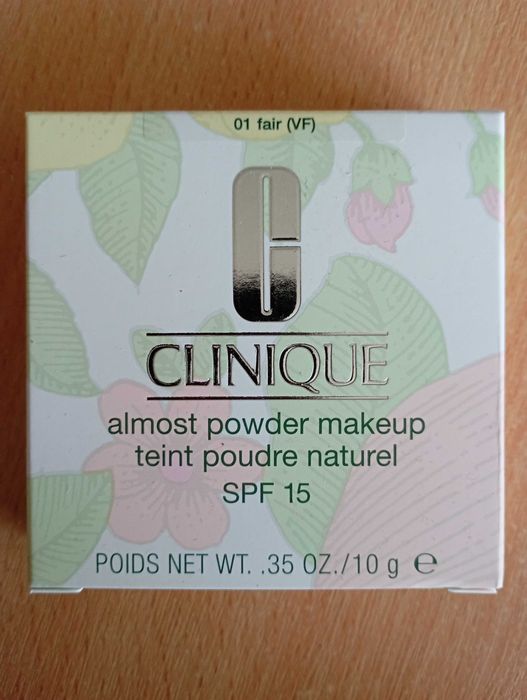 01 fair (VF)
C
CLINIQUE
almost powder makeup
teint poudre naturel
SPF 15
POIDS NET WT. .35 OZ./10 g ℮